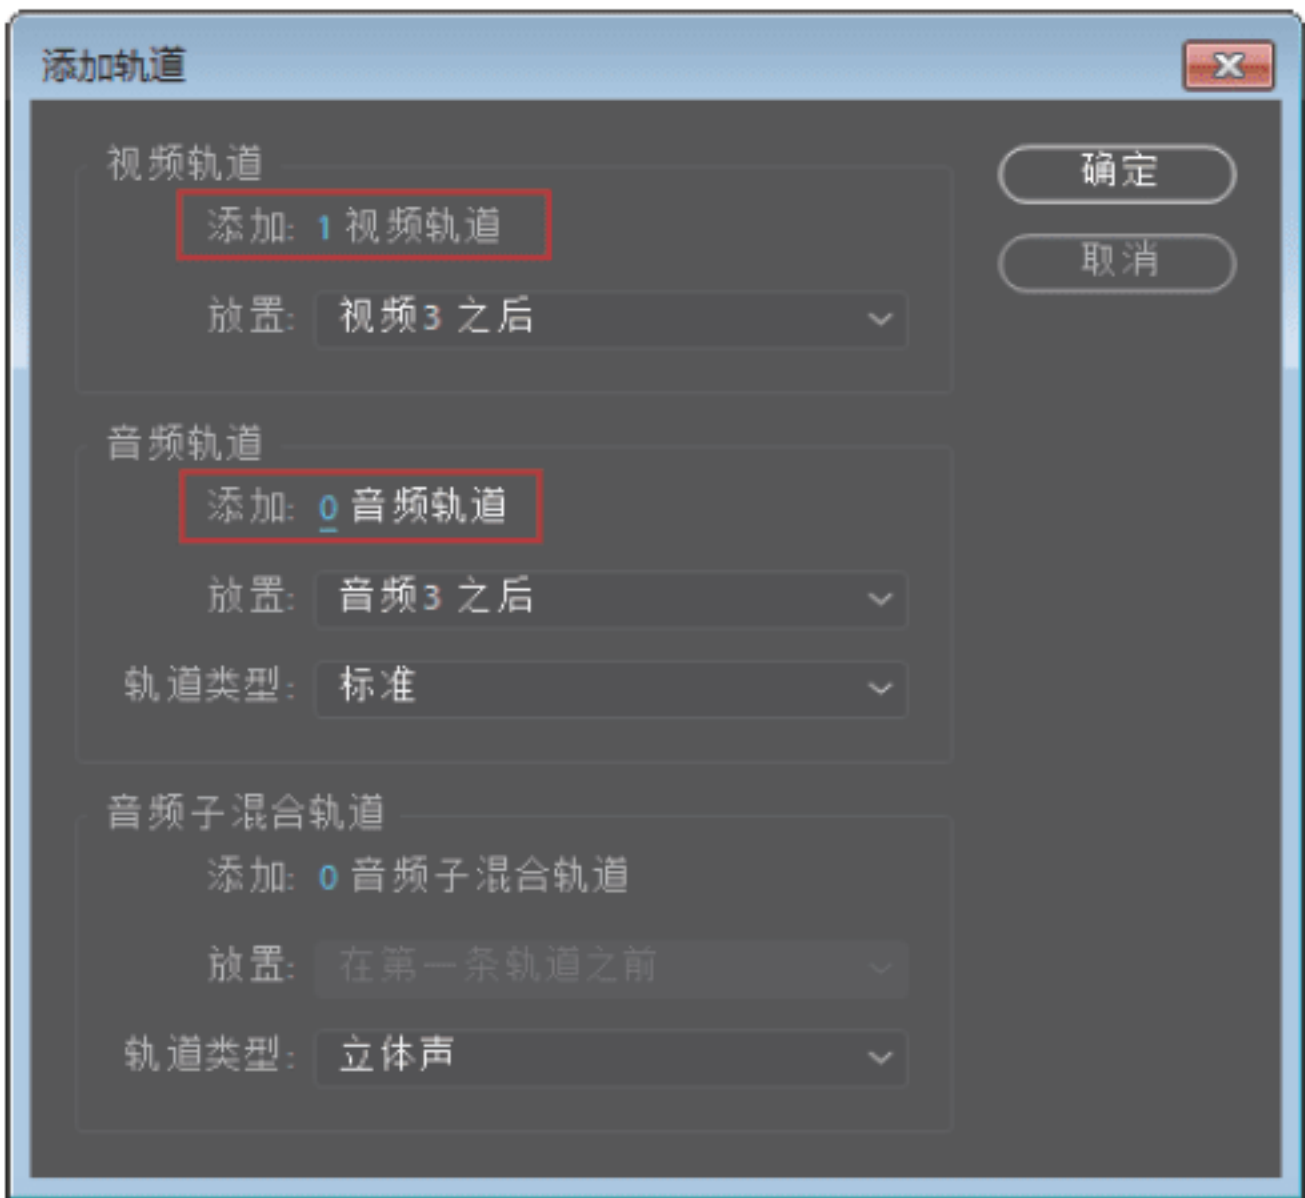 添加轨道
视频轨道
确定
添加: 1 视频轨道
取消
放置: 视频3 之后
音频轨道
添加: 0 音频轨道
放置: 音频3 之后
轨道类型: 标准
音频子混合轨道
添加: 0 音频子混合轨道
放置: 在第一条轨道之前
轨道类型: 立体声